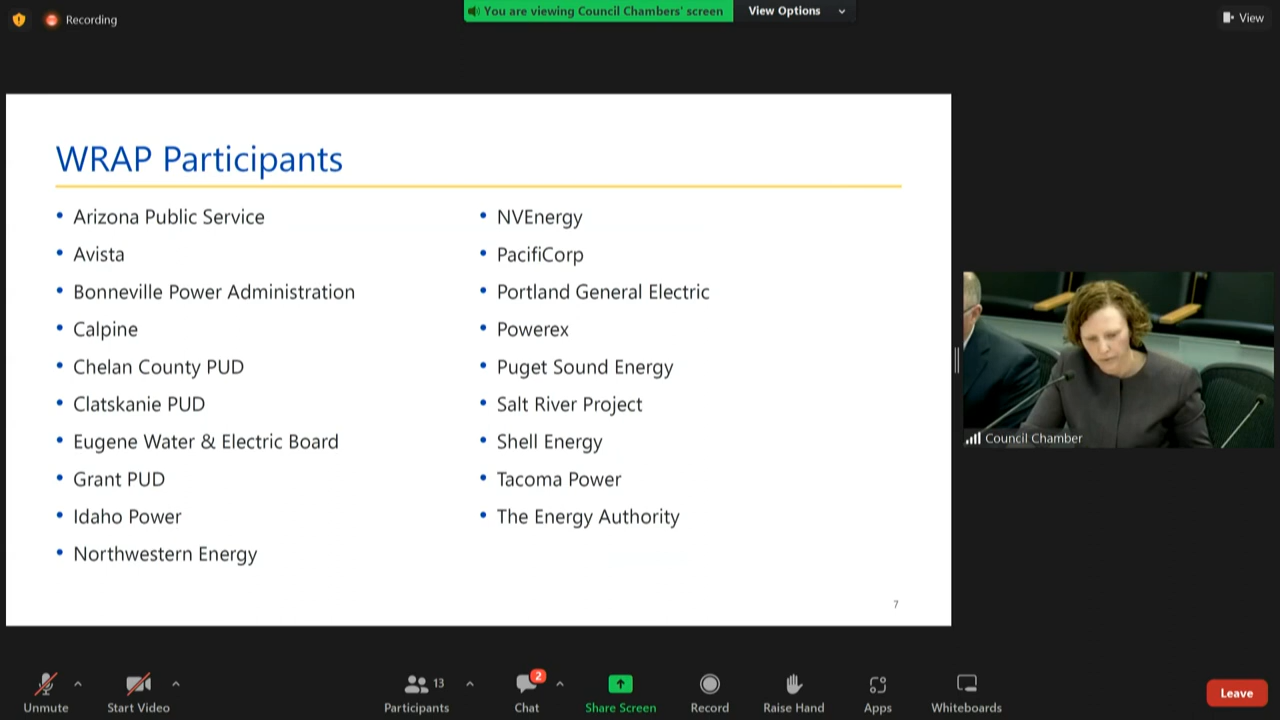 Recording
You are viewing Council Chambers' screen
View Options
View
WRAP Participants
• Arizona Public Service
• Avista
• Bonneville Power Administration
• Calpine
• Chelan County PUD
• Clatskanie PUD
• Eugene Water & Electric Board
• Grant PUD
• Idaho Power
• Northwestern Energy
• NVEnergy
• PacifiCorp
• Portland General Electric
• Powerex
• Puget Sound Energy
• Salt River Project
• Shell Energy
• Tacoma Power
• The Energy Authority
7
Council Chamber
Unmute
Start Video
13
Participants
2
Chat
Share Screen
Record
Raise Hand
Apps
Whiteboards
Leave